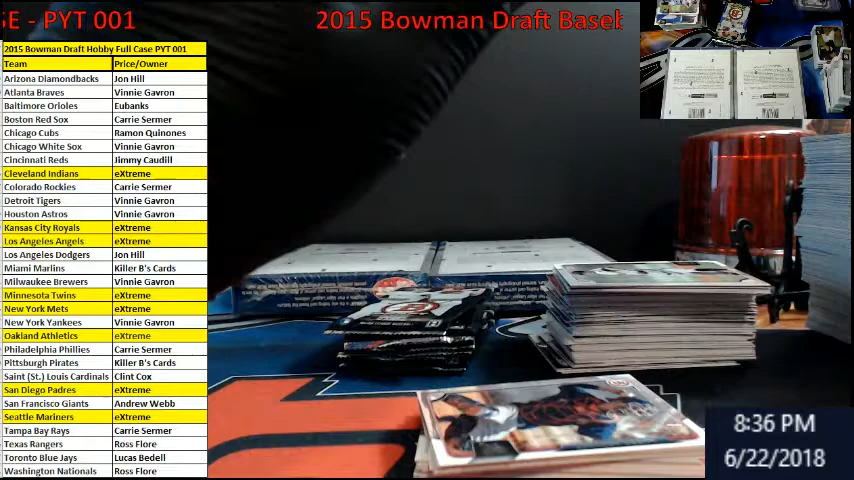 E - PYT 001
2015 Bowman Draft Baseb
2015 Bowman Draft Hobby Full Case PYT 001
Team Price/Owner
Arizona Diamondbacks Jon Hill
Atlanta Braves Vinnie Gavron
Baltimore Orioles Eubanks
Boston Red Sox Carrie Sermer
Chicago Cubs Ramon Quinones
Chicago White Sox Vinnie Gavron
Cincinnati Reds Jimmy Caudill
Cleveland Indians eXtreme
Colorado Rockies Carrie Sermer
Detroit Tigers Vinnie Gavron
Houston Astros Vinnie Gavron
Kansas City Royals eXtreme
Los Angeles Angels eXtreme
Los Angeles Dodgers Jon Hill
Miami Marlins Killer B's Cards
Milwaukee Brewers Vinnie Gavron
Minnesota Twins eXtreme
New York Mets eXtreme
New York Yankees Vinnie Gavron
Oakland Athletics eXtreme
Philadelphia Phillies Carrie Sermer
Pittsburgh Pirates Killer B's Cards
Saint (St.) Louis Cardinals Clint Cox
San Diego Padres eXtreme
San Francisco Giants Andrew Webb
Seattle Mariners eXtreme
Tampa Bay Rays Carrie Sermer
Texas Rangers Ross Flore
Toronto Blue Jays Lucas Bedell
Washington Nationals Ross Flore
8:36 PM
6/22/2018